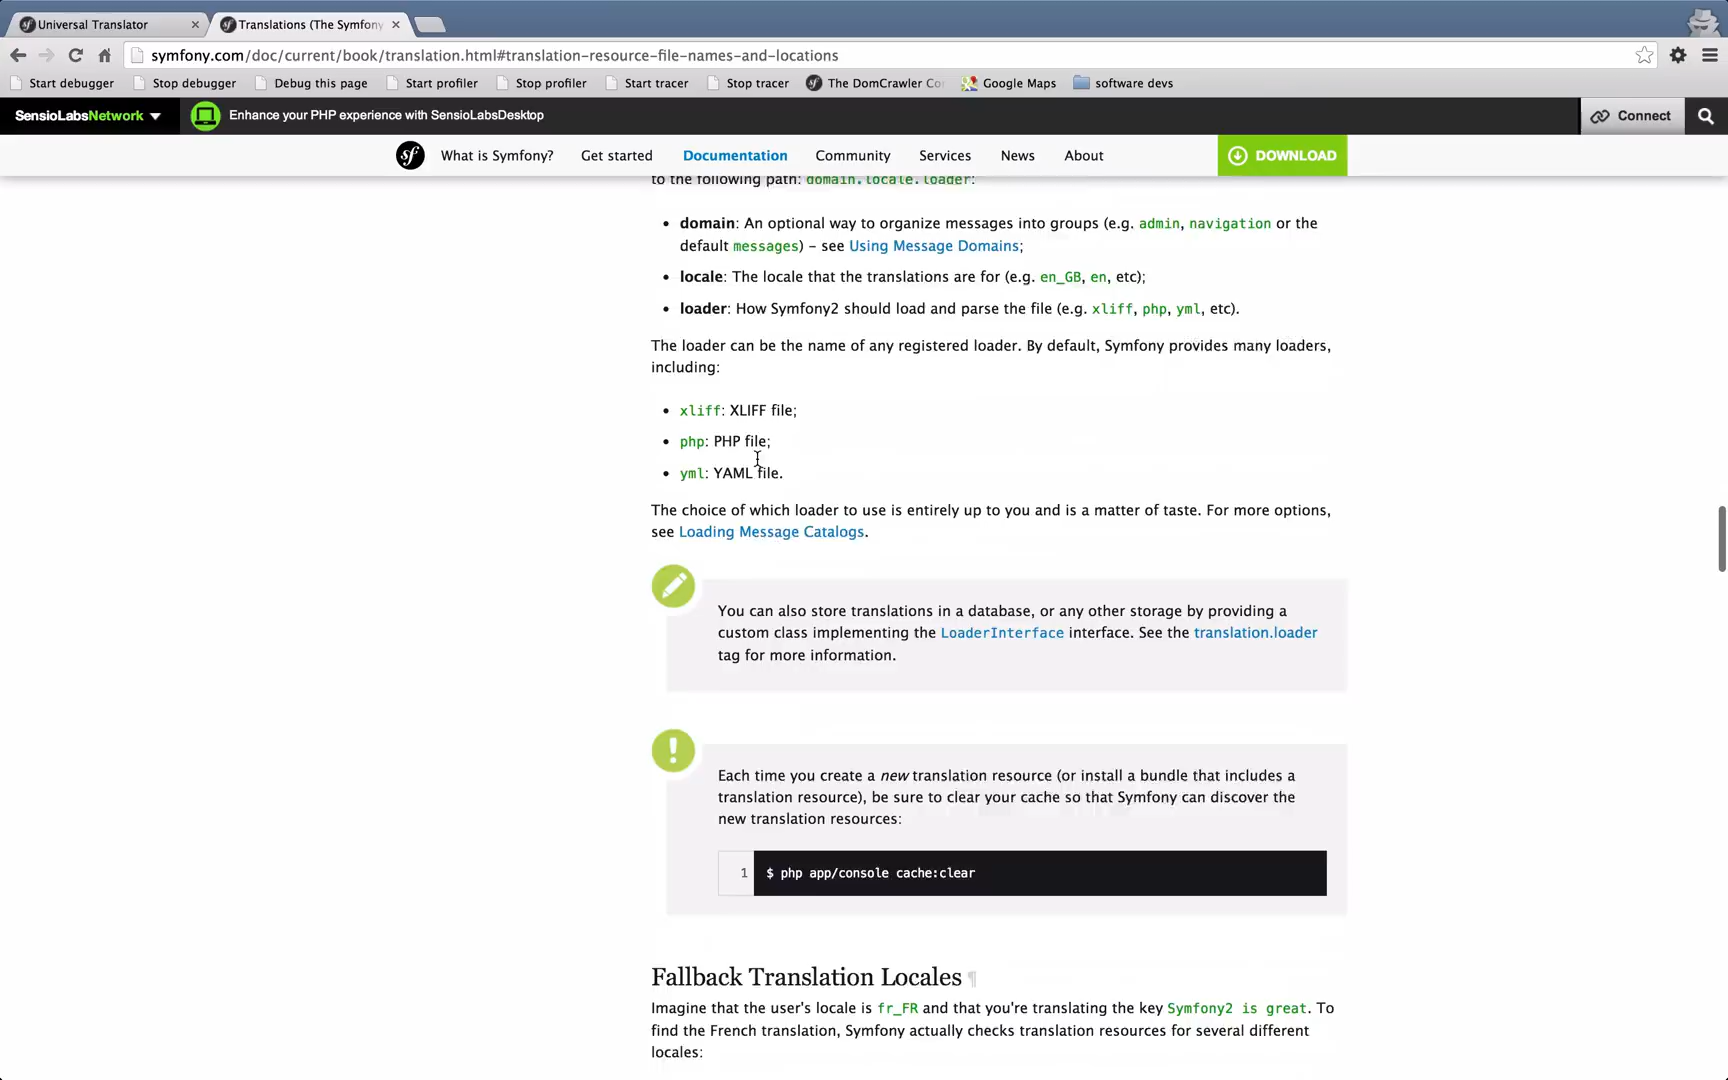 Universal Translator
Translations (The Symfony
symfony.com/doc/current/book/translation.html#translation-resource-file-names-and-locations
Start debugger Stop debugger Debug this page Start profiler Stop profiler Start tracer Stop tracer The DomCrawler Co Google Maps software devs
SensioLabsNetwork Enhance your PHP experience with SensioLabsDesktop Connect
sf What is Symfony? Get started Documentation Community Services News About DOWNLOAD
to the following path: domain.locale.loader:
• domain: An optional way to organize messages into groups (e.g. admin, navigation or the
default messages) – see Using Message Domains;
• locale: The locale that the translations are for (e.g. en_GB, en, etc);
• loader: How Symfony2 should load and parse the file (e.g. xliff, php, yml, etc).
The loader can be the name of any registered loader. By default, Symfony provides many loaders,
including:
• xliff: XLIFF file;
• php: PHP file;
• yml: YAML file.
The choice of which loader to use is entirely up to you and is a matter of taste. For more options,
see Loading Message Catalogs.
You can also store translations in a database, or any other storage by providing a
custom class implementing the LoaderInterface interface. See the translation.loader
tag for more information.
Each time you create a new translation resource (or install a bundle that includes a
translation resource), be sure to clear your cache so that Symfony can discover the
new translation resources:
1 $ php app/console cache:clear
Fallback Translation Locales ¶
Imagine that the user's locale is fr_FR and that you're translating the key Symfony2 is great. To
find the French translation, Symfony actually checks translation resources for several different
locales: